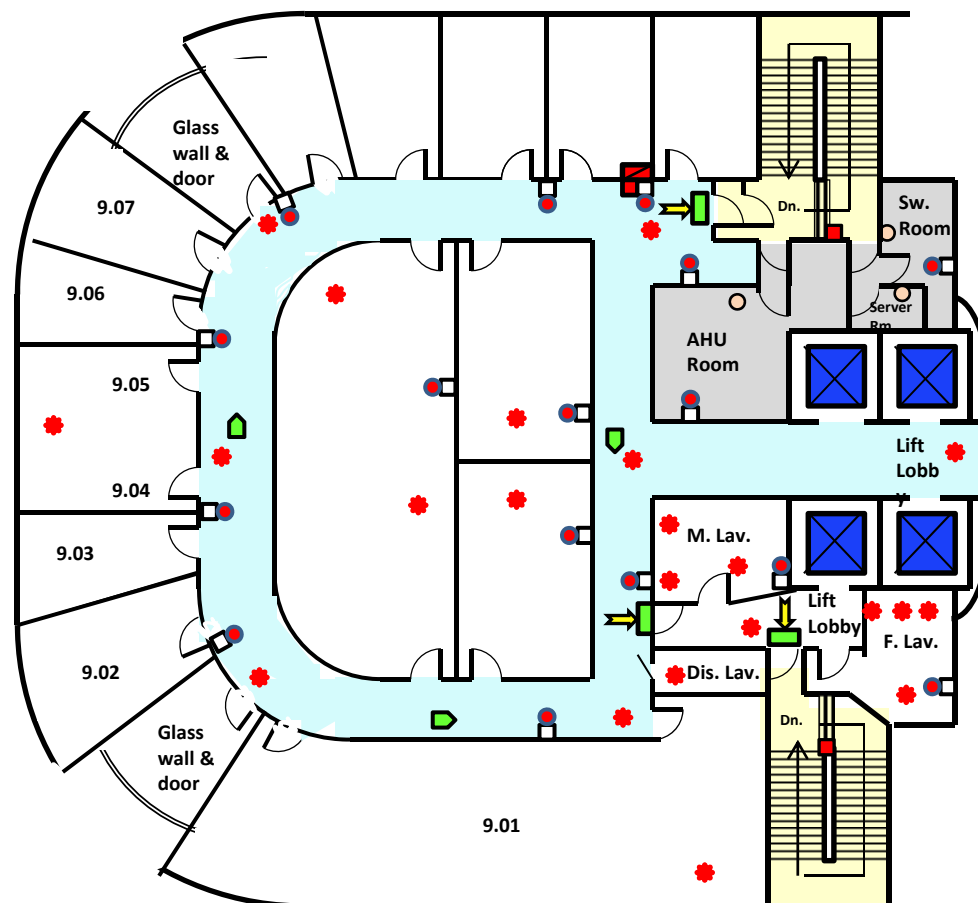 Glass
wall &
door
9.07
Dn.
Sw.
Room
9.06
Server
Rm
AHU
Room
9.05
Lift
Lobb
y
9.04
9.03
M. Lav.
Lift
Lobby
F. Lav.
9.02
Dis. Lav.
Dn.
Glass
wall &
door
9.01